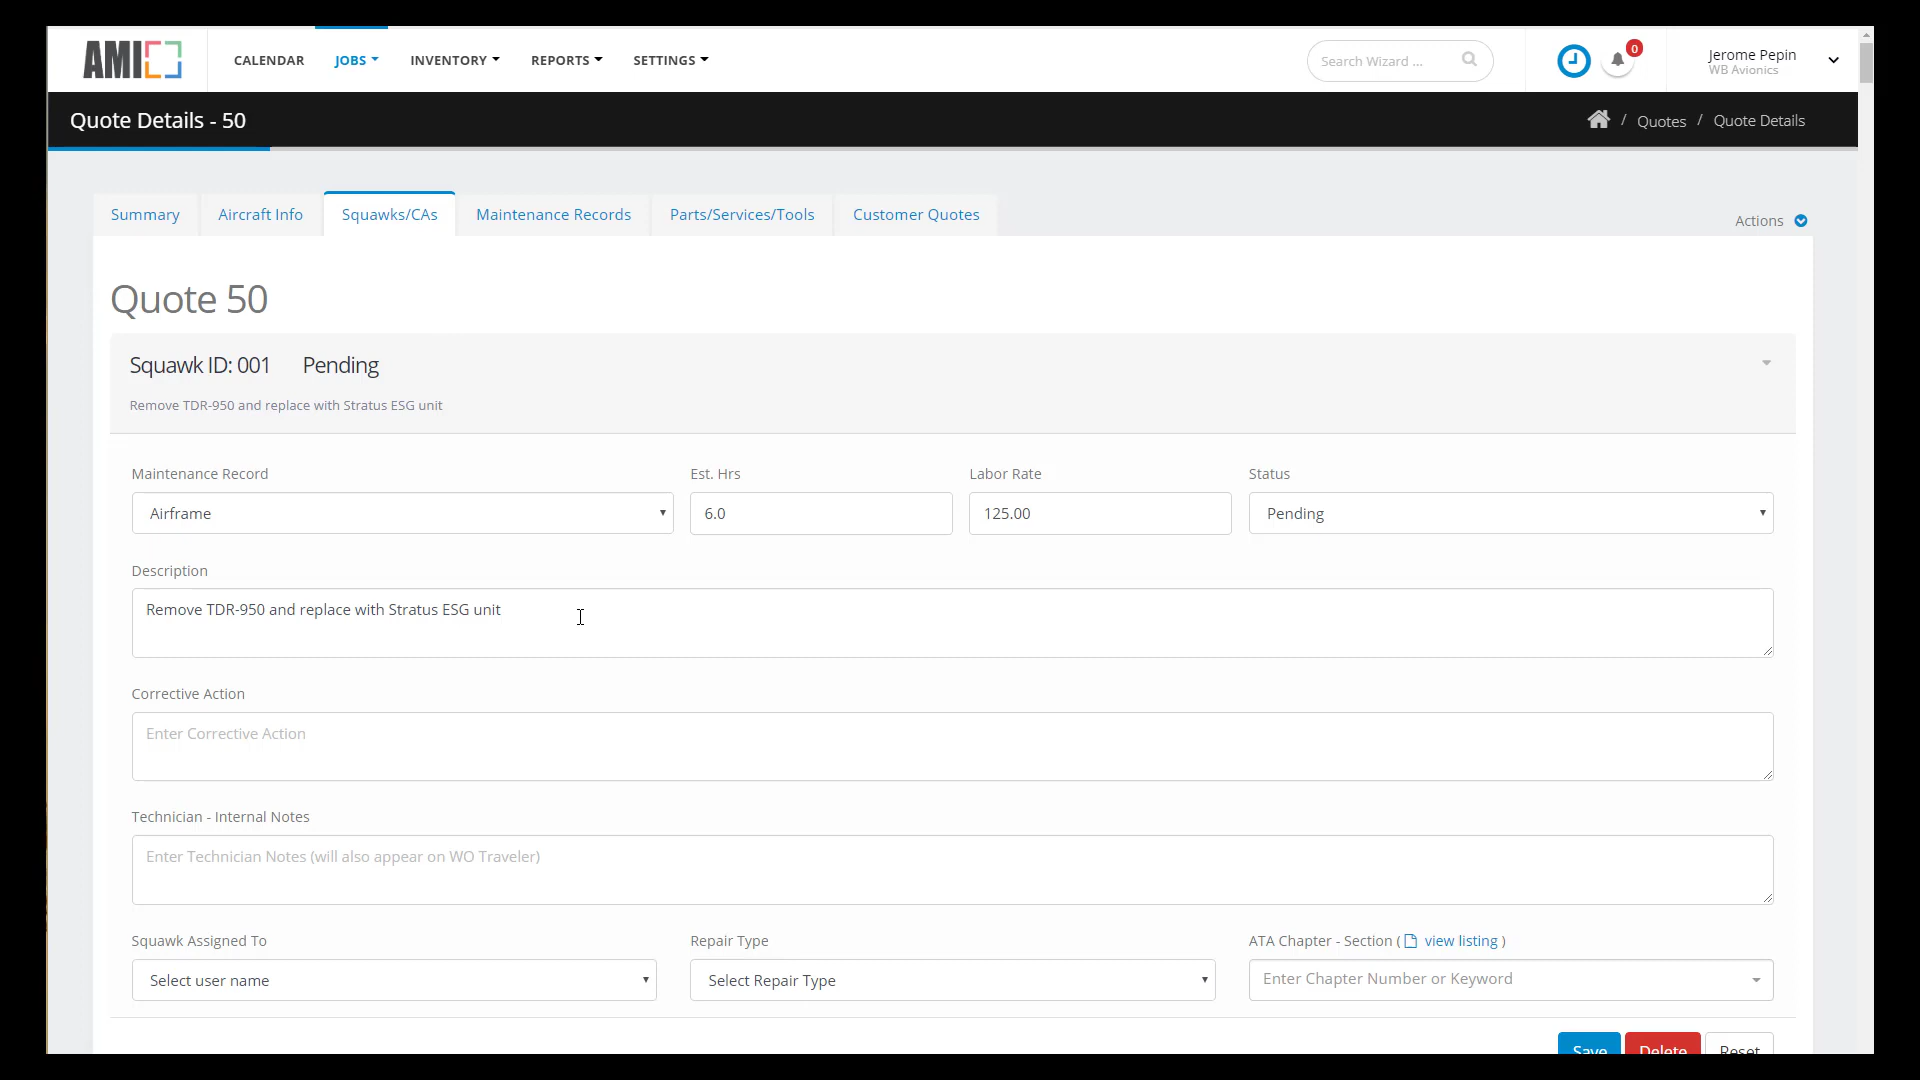 AMI
CALENDAR
JOBS
INVENTORY
REPORTS
SETTINGS
Search Wizard ...
0
Jerome Pepin
WB Avionics
Quote Details - 50
/ Quotes / Quote Details
Summary
Aircraft Info
Squawks/CAs
Maintenance Records
Parts/Services/Tools
Customer Quotes
Actions
Quote 50
Squawk ID: 001 Pending
Remove TDR-950 and replace with Stratus ESG unit
Maintenance Record
Est. Hrs
Labor Rate
Status
Airframe
6.0
125.00
Pending
Description
Remove TDR-950 and replace with Stratus ESG unit
Corrective Action
Enter Corrective Action
Technician - Internal Notes
Enter Technician Notes (will also appear on WO Traveler)
Squawk Assigned To
Repair Type
ATA Chapter - Section ( view listing )
Select user name
Select Repair Type
Enter Chapter Number or Keyword
Save
Delete
Reset